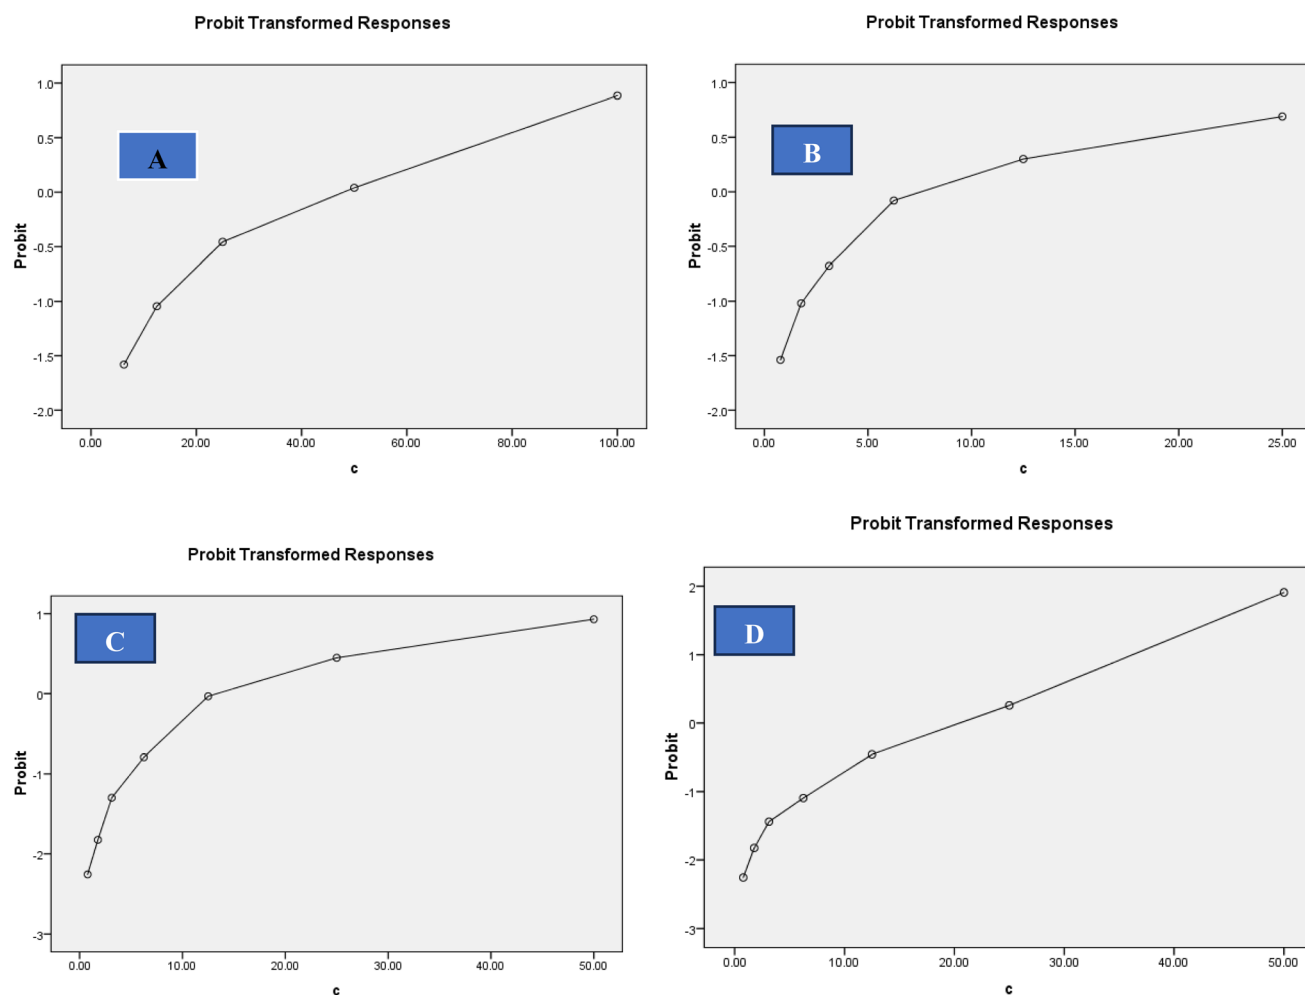 Probit Transformed Responses
1.0
0.5
0.0
-0.5
-1.0
-1.5
-2.0
Probit
A
0.00 20.00 40.00 60.00 80.00 100.00
c
Probit Transformed Responses
1.0
0.5
0.0
-0.5
-1.0
-1.5
-2.0
Probit
B
0.00 5.00 10.00 15.00 20.00 25.00
c
Probit Transformed Responses
1
0
-1
-2
-3
Probit
C
0.00 10.00 20.00 30.00 40.00 50.00
c
Probit Transformed Responses
2
1
0
-1
-2
-3
Probit
D
0.00 10.00 20.00 30.00 40.00 50.00
c